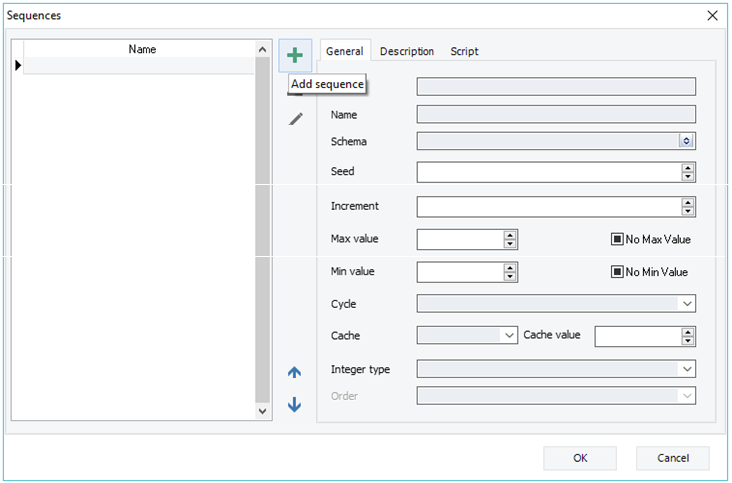 Sequences
Name
General Description Script
Add sequence
Name
Schema
Seed
Increment
Max value No Max Value
Min value No Min Value
Cycle
Cache Cache value
Integer type
Order
OK Cancel